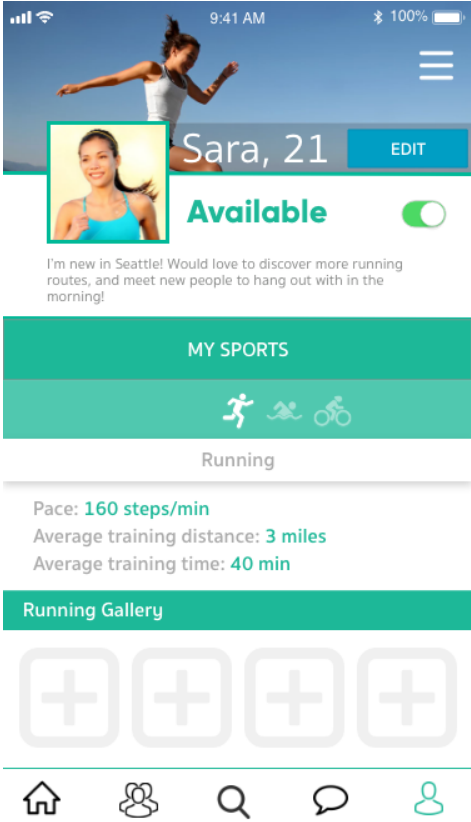 9:41 AM
100%
Sara, 21
EDIT
Available
I'm new in Seattle! Would love to discover more running
routes, and meet new people to hang out with in the
morning!
MY SPORTS
Running
Pace: 160 steps/min
Average training distance: 3 miles
Average training time: 40 min
Running Gallery